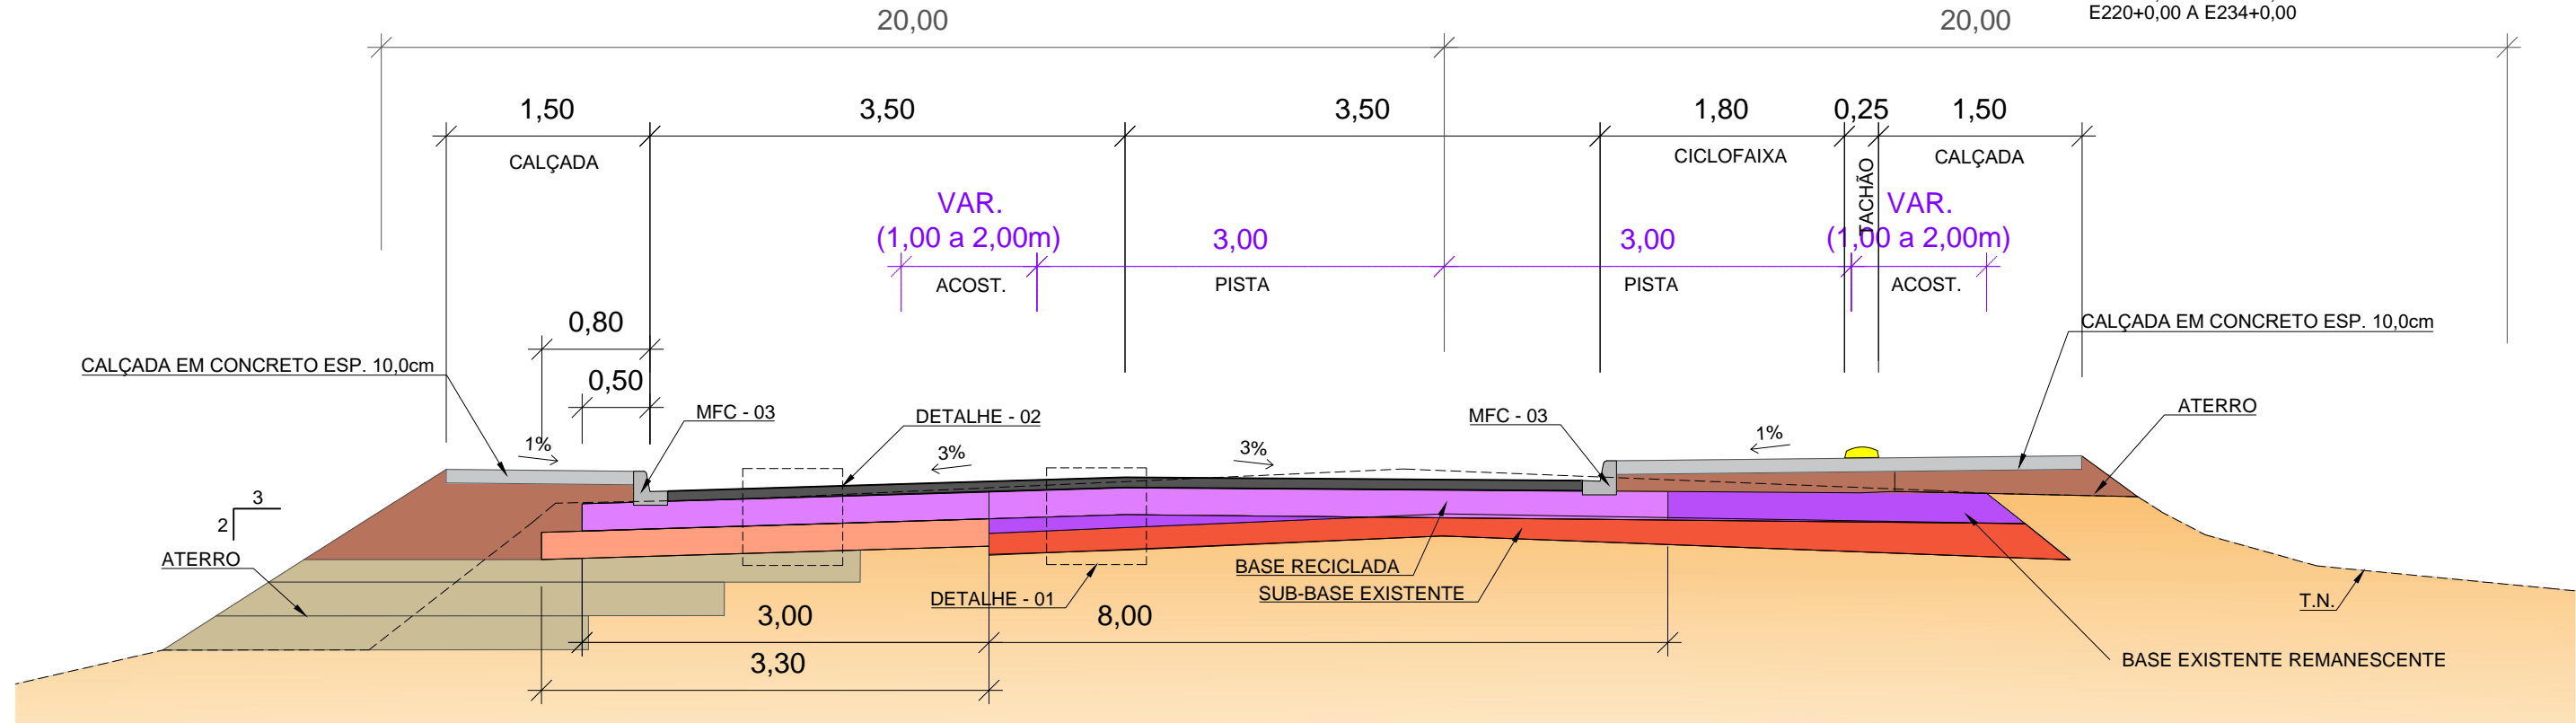 E220+0,00 A E234+0,00
20,00
20,00
1,50
3,50
3,50
1,80
0,25
1,50
CALÇADA
CICLOFAIXA
TACHÃO
CALÇADA
VAR.
(1,00 a 2,00m)
3,00
3,00
VAR.
(1,00 a 2,00m)
ACOST.
PISTA
PISTA
ACOST.
0,80
0,50
CALÇADA EM CONCRETO ESP. 10,0cm
CALÇADA EM CONCRETO ESP. 10,0cm
MFC - 03
DETALHE - 02
MFC - 03
ATERRO
1%
3%
3%
1%
3
2
ATERRO
BASE RECICLADA
SUB-BASE EXISTENTE
DETALHE - 01
T.N.
3,00
8,00
3,30
BASE EXISTENTE REMANESCENTE